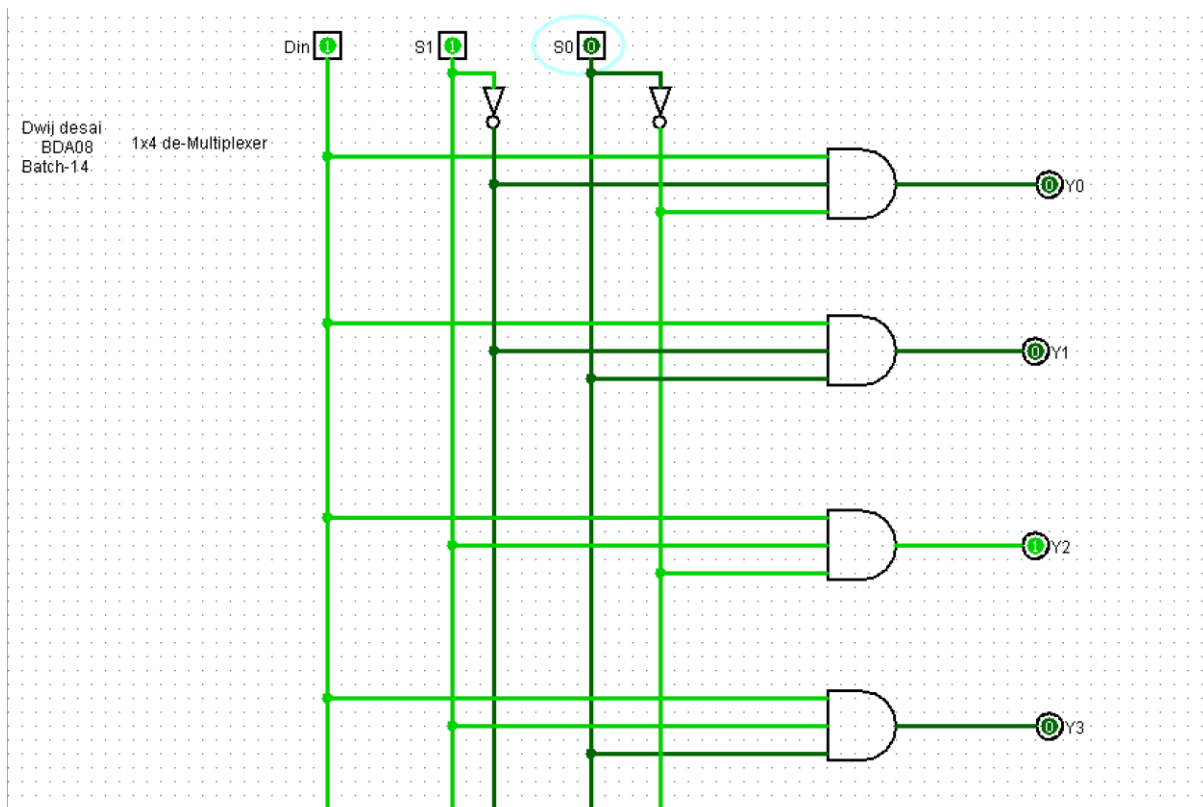 Din 1 S1 1 S0 0
Dwij desai
BDA08
Batch-14
1x4 de-Multiplexer
0 Y0
0 Y1
1 Y2
0 Y3